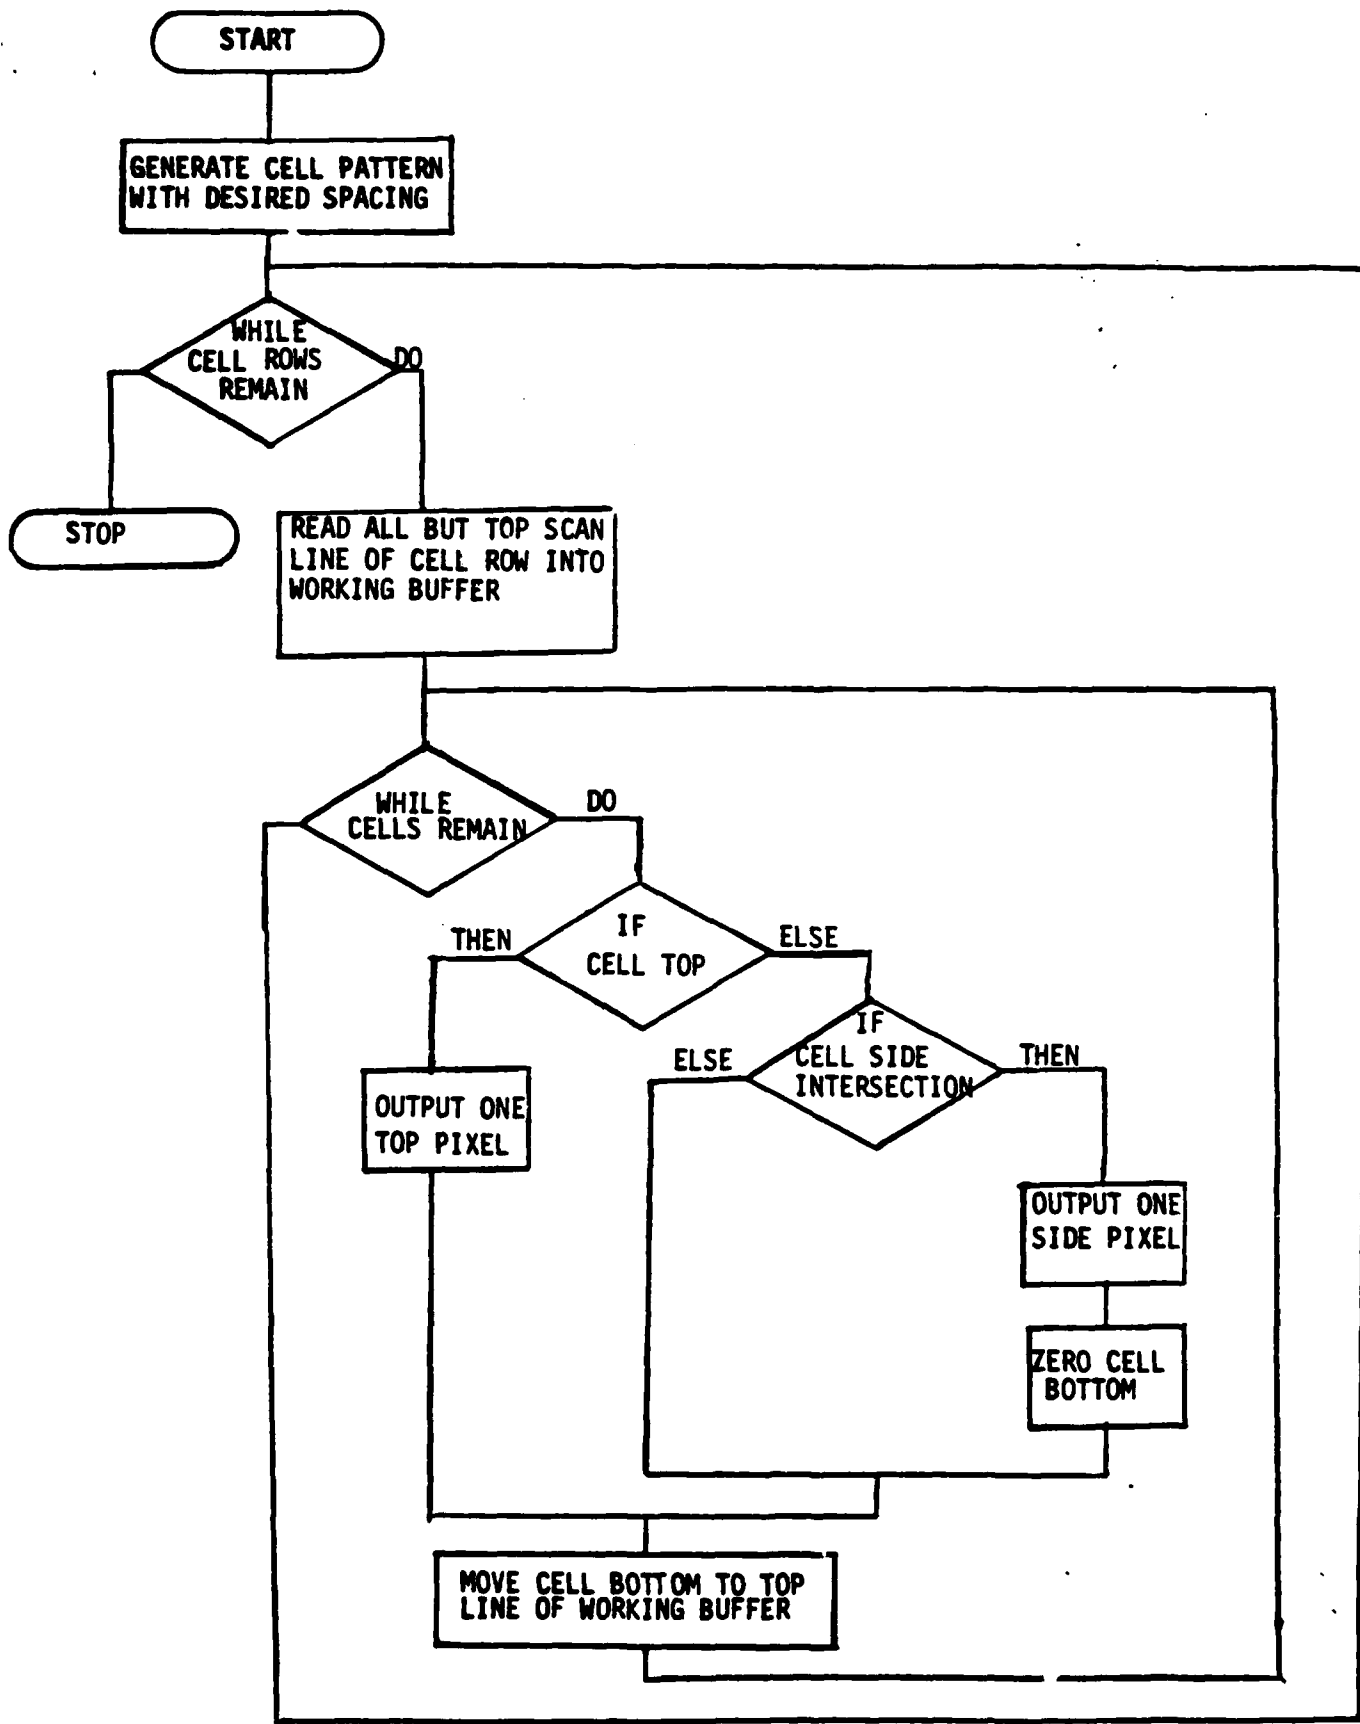 START
GENERATE CELL PATTERN
WITH DESIRED SPACING
WHILE
CELL ROWS
REMAIN
DO
STOP
READ ALL BUT TOP SCAN
LINE OF CELL ROW INTO
WORKING BUFFER
WHILE
CELLS REMAIN
DO
IF
CELL TOP
THEN
ELSE
IF
CELL SIDE
INTERSECTION
ELSE
THEN
OUTPUT ONE
TOP PIXEL
OUTPUT ONE
SIDE PIXEL
ZERO CELL
BOTTOM
MOVE CELL BOTTOM TO TOP
LINE OF WORKING BUFFER